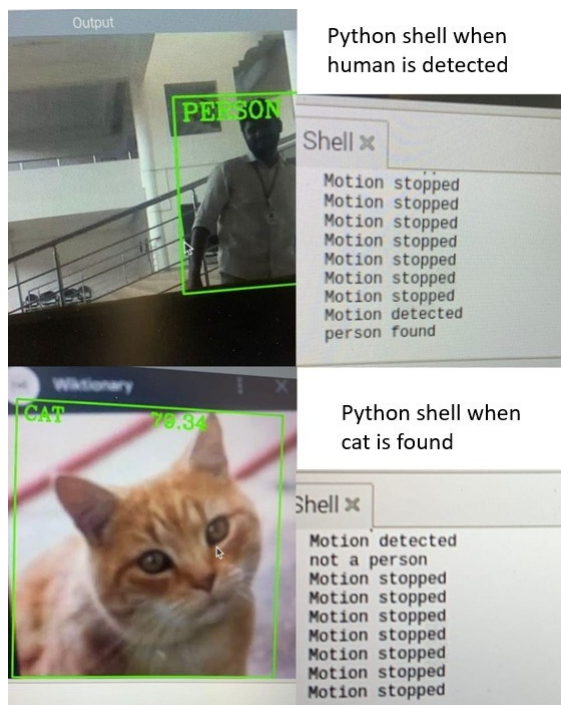 Output
PERSON
Python shell when
human is detected
Shell ×
Motion stopped
Motion stopped
Motion stopped
Motion stopped
Motion stopped
Motion stopped
Motion stopped
Motion detected
person found
Wiktionary
CAT 79.34
Python shell when
cat is found
Shell ×
Motion detected
not a person
Motion stopped
Motion stopped
Motion stopped
Motion stopped
Motion stopped
Motion stopped
Motion stopped